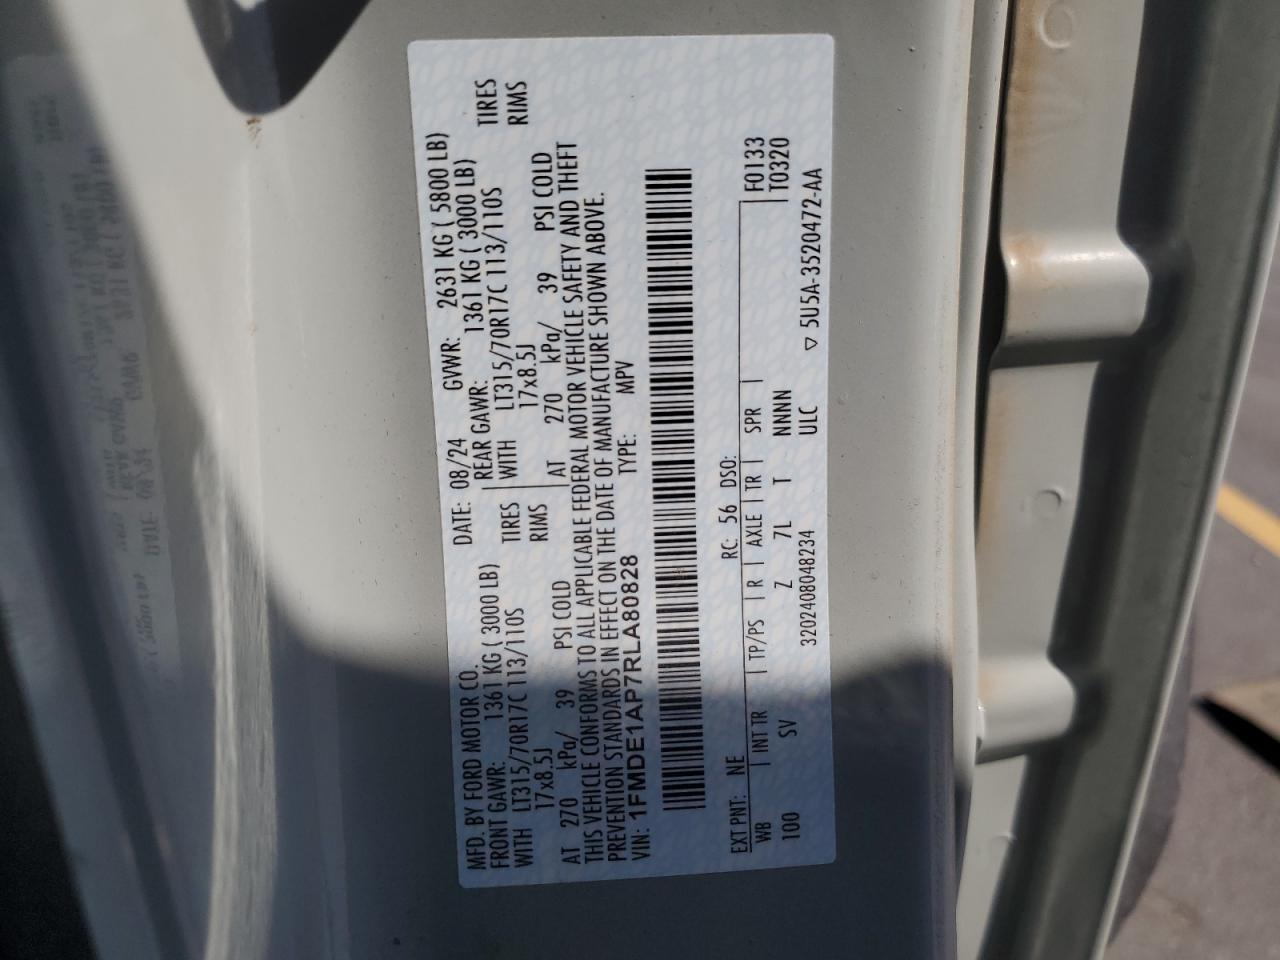 MFD. BY FORD MOTOR CO.   DATE: 08/24   GVWR: 2631 KG ( 5800 LB)
FRONT GAWR: 1361 KG ( 3000 LB)   REAR GAWR: 1361 KG ( 3000 LB)
WITH LT315/70R17C 113/110S TIRES   WITH LT315/70R17C 113/110S TIRES
17x8.5J RIMS   17x8.5J RIMS
AT 270 kPa/ 39 PSI COLD   AT 270 kPa/ 39 PSI COLD
THIS VEHICLE CONFORMS TO ALL APPLICABLE FEDERAL MOTOR VEHICLE SAFETY AND THEFT
PREVENTION STANDARDS IN EFFECT ON THE DATE OF MANUFACTURE SHOWN ABOVE.
VIN: 1FMDE1AP7RLA80828   TYPE: MPV
EXT PNT: NE   RC: 56 DSO:   F0133
WB | INT TR | TP/PS | R | AXLE | TR | SPR |   T0320
100 SV Z 7L T NNNN
3202408048234 ULC ▽ 5U5A-3520472-AA